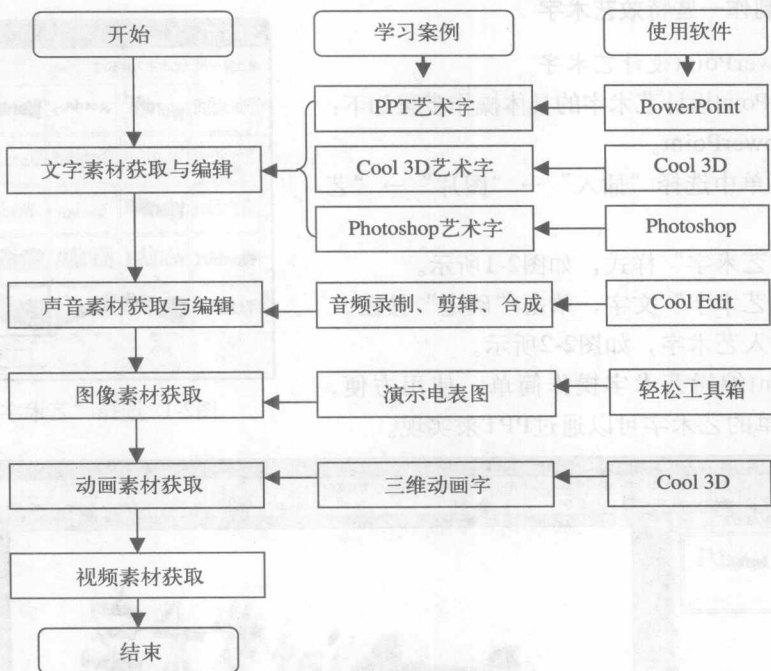 开始 学习案例 使用软件
PPT艺术字 PowerPoint
文字素材获取与编辑 Cool 3D艺术字 Cool 3D
Photoshop艺术字 Photoshop
声音素材获取与编辑 音频录制、剪辑、合成 Cool Edit
图像素材获取 演示电表图 轻松工具箱
动画素材获取 三维动画字 Cool 3D
视频素材获取
结束